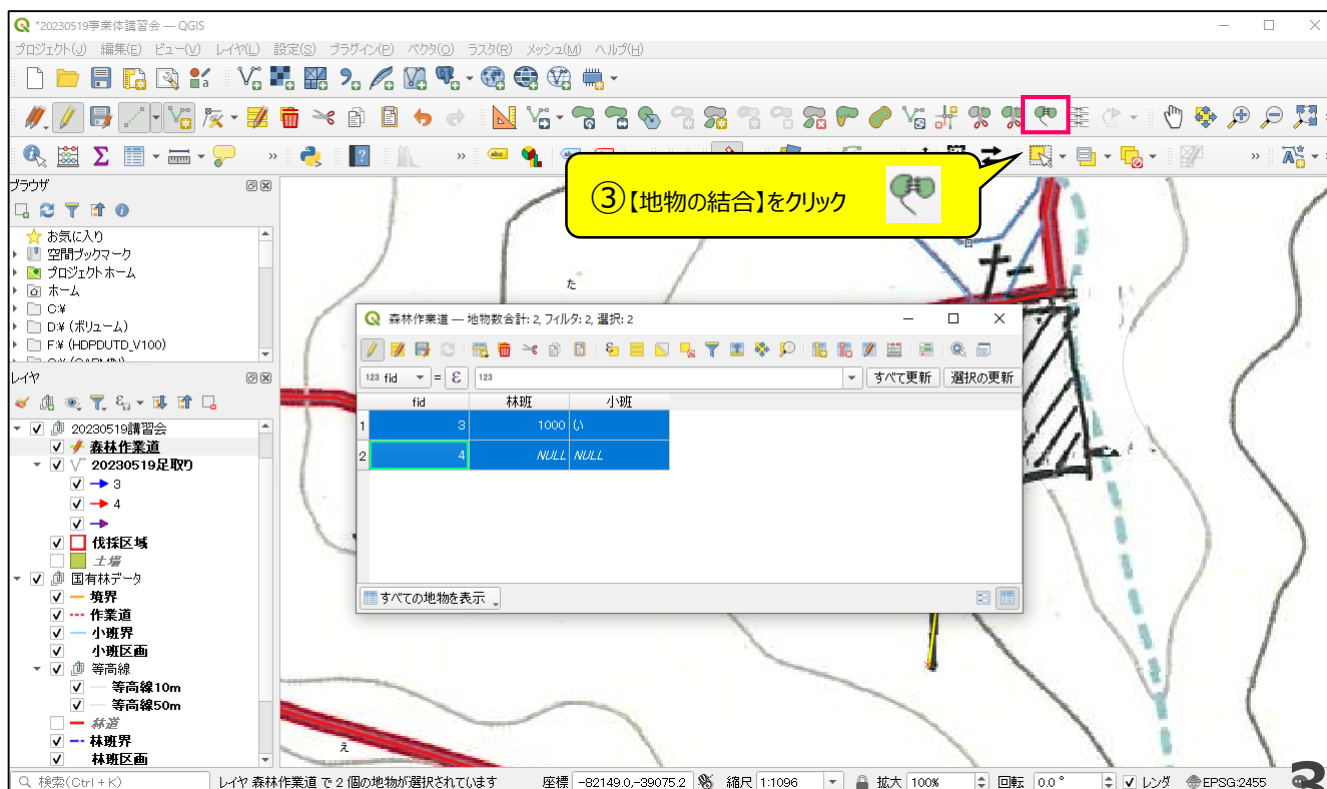 *20230519事業体講習会 — QGIS
プロジェクト(J) 編集(E) ビュー(V) レイヤ(L) 設定(S) プラグイン(P) ベクタ(O) ラスタ(R) メッシュ(M) ヘルプ(H)
③【地物の結合】をクリック
ブラウザ
お気に入り
空間ブックマーク
プロジェクトホーム
ホーム
C:¥
D:¥ (ボリューム)
F:¥ (HDPDUTD_V100)
レイヤ
20230519講習会
森林作業道
20230519足取り
3
4
伐採区域
土場
国有林データ
境界
作業道
小班界
小班区画
等高線
等高線10m
等高線50m
林道
林班界
林班区画
た
え
森林作業道 — 地物数合計: 2, フィルタ: 2, 選択: 2
123 fid = ε 123 すべて更新 選択の更新
fid 林班 小班
1 3 1000 い
2 4 NULL NULL
すべての地物を表示
検索(Ctrl+K) レイヤ 森林作業道 で 2 個の地物が選択されています 座標 -82149.0,-39075.2 縮尺 1:1096 拡大 100% 回転 0.0 ° レンダ EPSG:2455
3